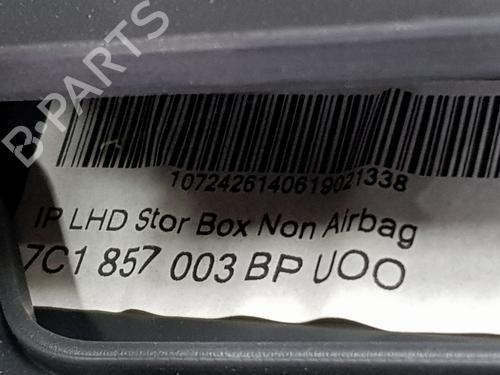 B-PARTS
1072426140619021338
IP LHD Stor Box Non Airbag
7C1 857 003 BP UOO